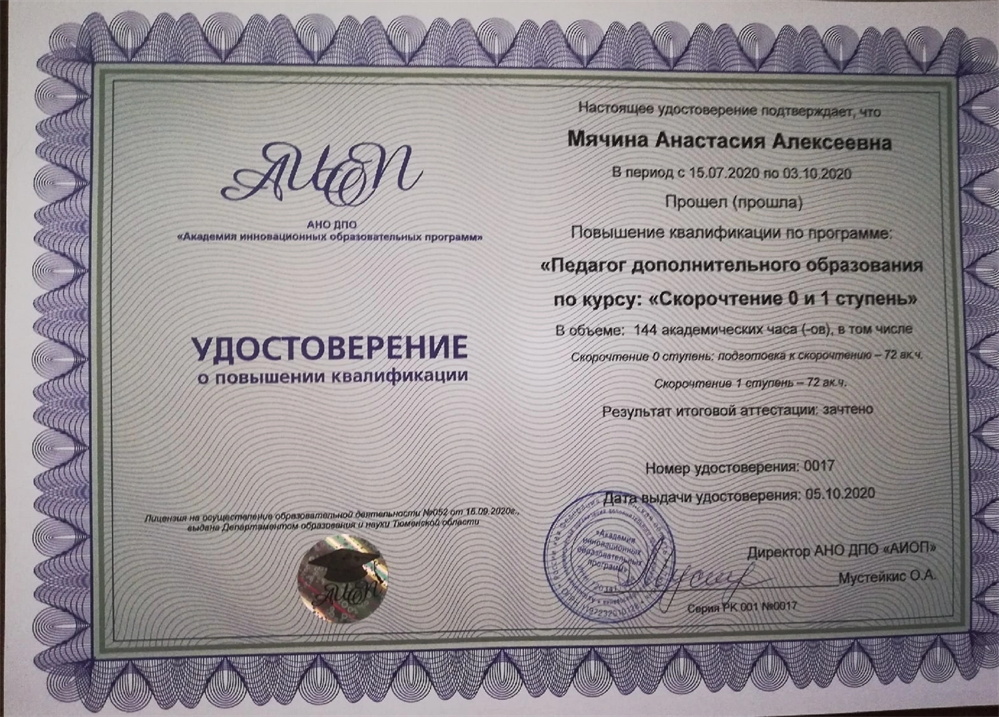 АИОП
АНО ДПО
«Академия инновационных образовательных программ»
УДОСТОВЕРЕНИЕ
о повышении квалификации
Лицензия на осуществление образовательной деятельности №052 от 16.09.2020г.,
выдана Департаментом образования и науки Тюменской области
АИОП
Настоящее удостоверение подтверждает, что
Мячина Анастасия Алексеевна
В период с 15.07.2020 по 03.10.2020
Прошел (прошла)
Повышение квалификации по программе:
«Педагог дополнительного образования
по курсу: «Скорочтение 0 и 1 ступень»
В объеме: 144 академических часа (-ов), в том числе
Скорочтение 0 ступень: подготовка к скорочтению – 72 ак.ч.
Скорочтение 1 ступень – 72 ак.ч.
Результат итоговой аттестации: зачтено
Номер удостоверения: 0017
Дата выдачи удостоверения: 05.10.2020
«Академия
инновационных
образовательных
программ»
Директор АНО ДПО «АИОП»
Мустейкис О.А.
Серия РК 001 №0017